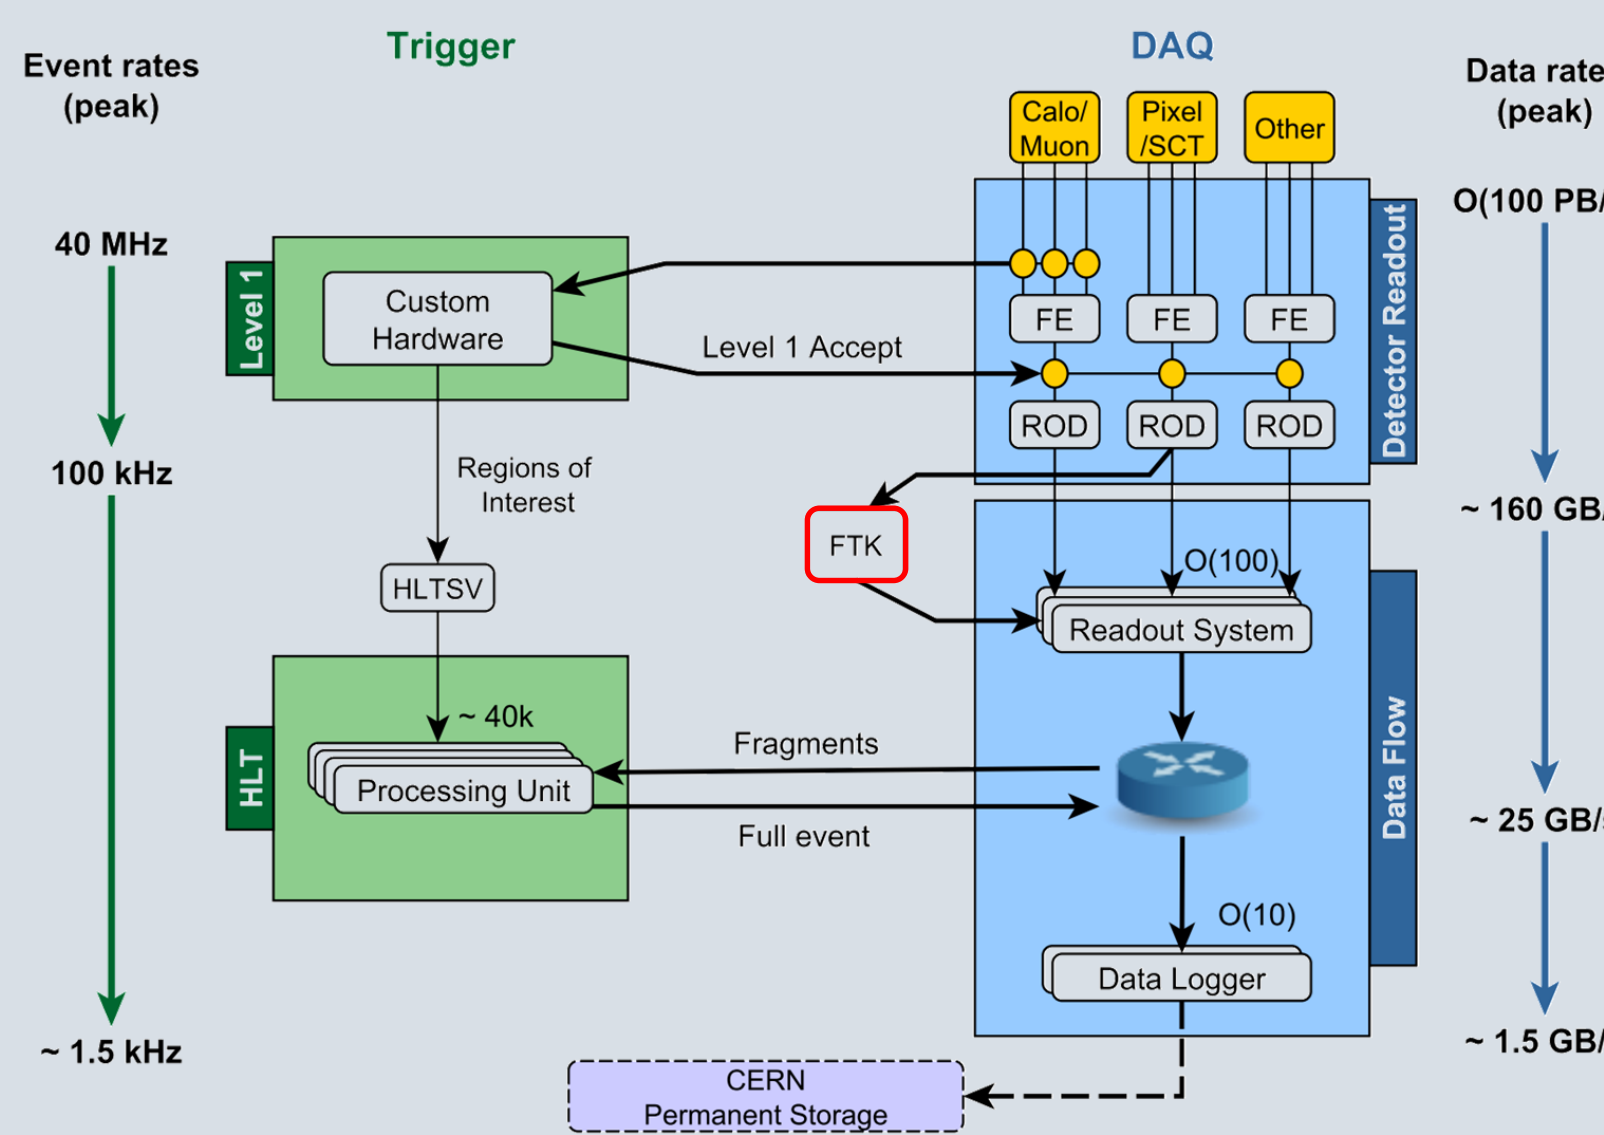 Trigger
DAQ
Event rates
(peak)
Data rate
(peak)
Calo/
Muon
Pixel
/SCT
Other
O(100 PB/
40 MHz
Level 1
Custom
Hardware
FE
FE
FE
Detector Readout
Level 1 Accept
ROD
ROD
ROD
100 kHz
Regions of
Interest
~ 160 GB/
FTK
O(100)
HLTSV
Readout System
~ 40k
Fragments
HLT
Processing Unit
Data Flow
~ 25 GB/s
Full event
O(10)
Data Logger
~ 1.5 kHz
~ 1.5 GB/
CERN
Permanent Storage